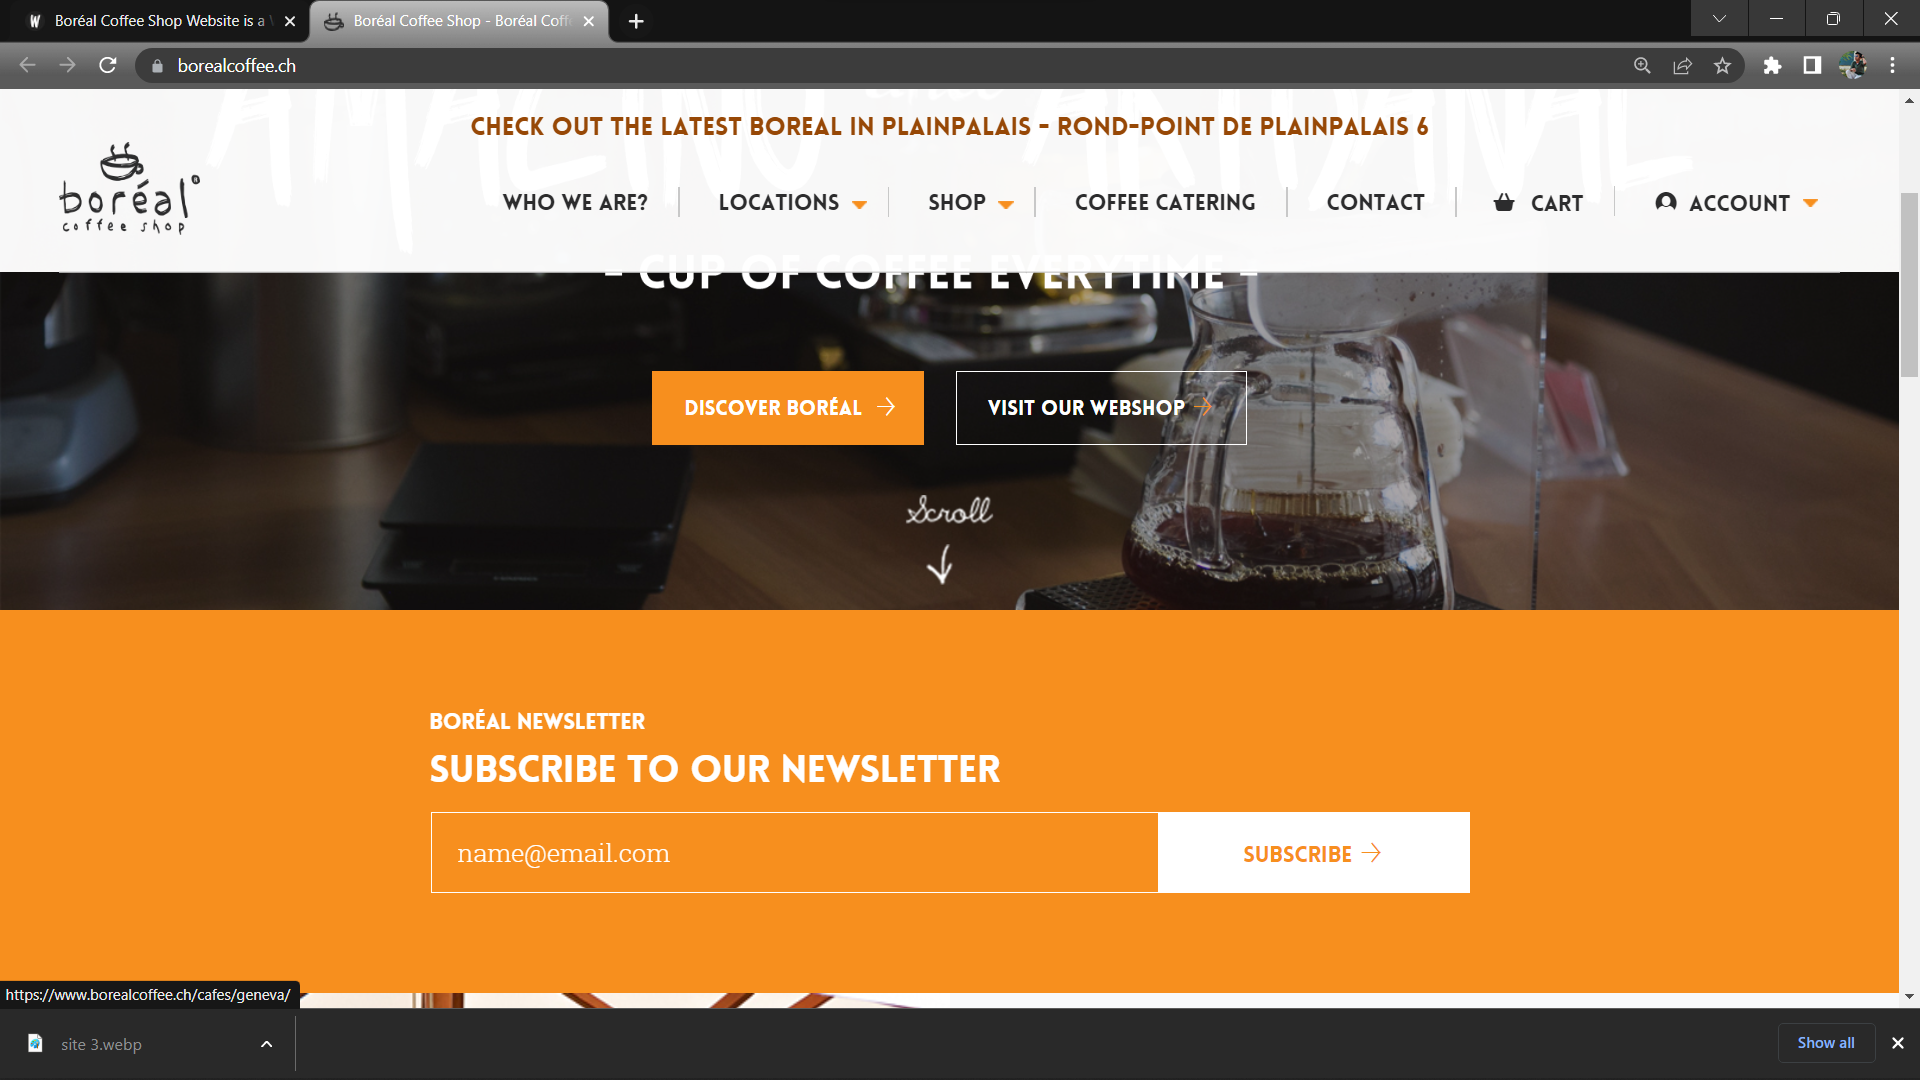 Boréal Coffee Shop Website is a
Boréal Coffee Shop - Boréal Coff
borealcoffee.ch
AMAZING ARTISANAL
CHECK OUT THE LATEST BOREAL IN PLAINPALAIS - ROND-POINT DE PLAINPALAIS 6
boréal
coffee shop
WHO WE ARE?
LOCATIONS
SHOP
COFFEE CATERING
CONTACT
CART
ACCOUNT
- CUP OF COFFEE EVERYTIME -
DISCOVER BORÉAL
VISIT OUR WEBSHOP
Scroll
BORÉAL NEWSLETTER
SUBSCRIBE TO OUR NEWSLETTER
name@email.com
SUBSCRIBE
https://www.borealcoffee.ch/cafes/geneva/
site 3.webp
Show all